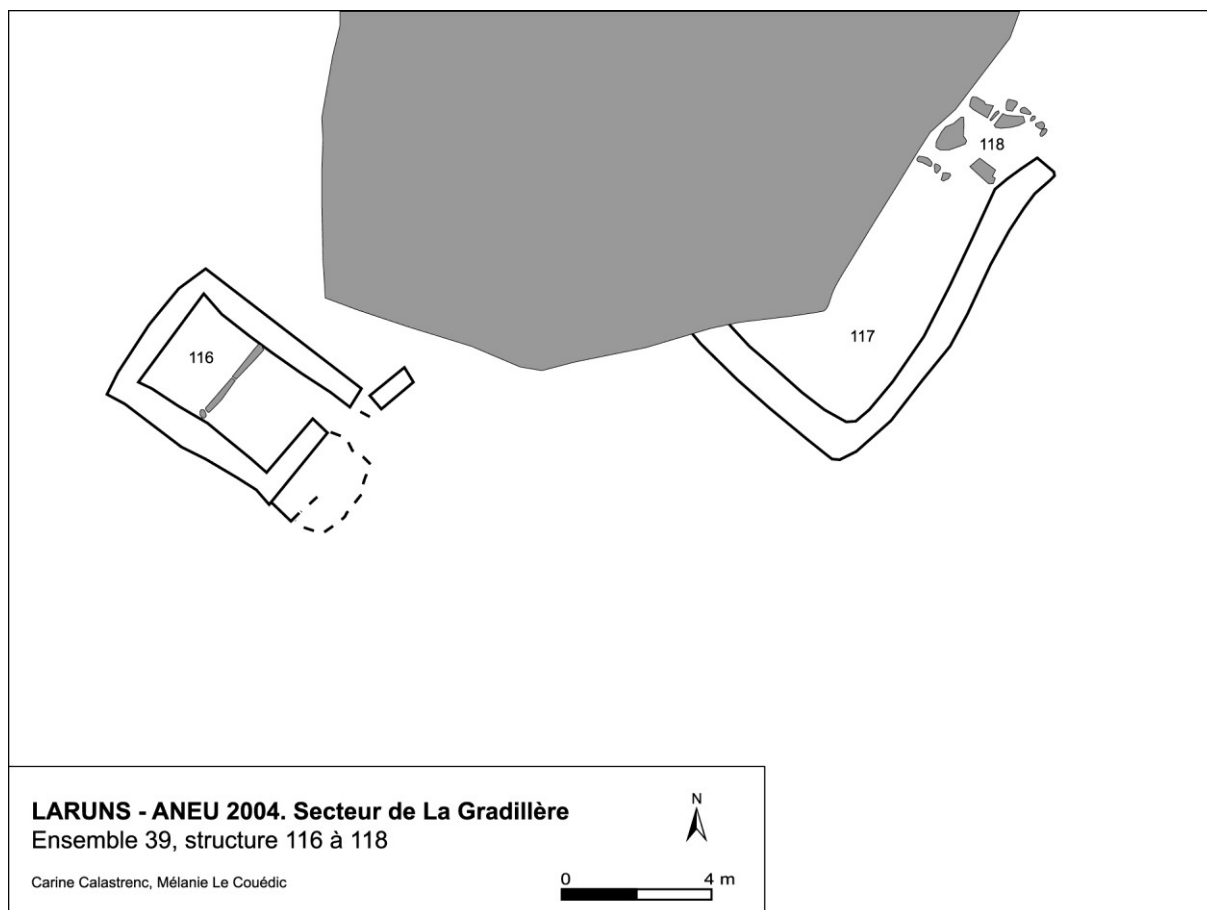 118
117
116
LARUNS - ANEU 2004. Secteur de La Gradillère
Ensemble 39, structure 116 à 118
Carine Calastrenc, Mélanie Le Couédic
N
0 4 m